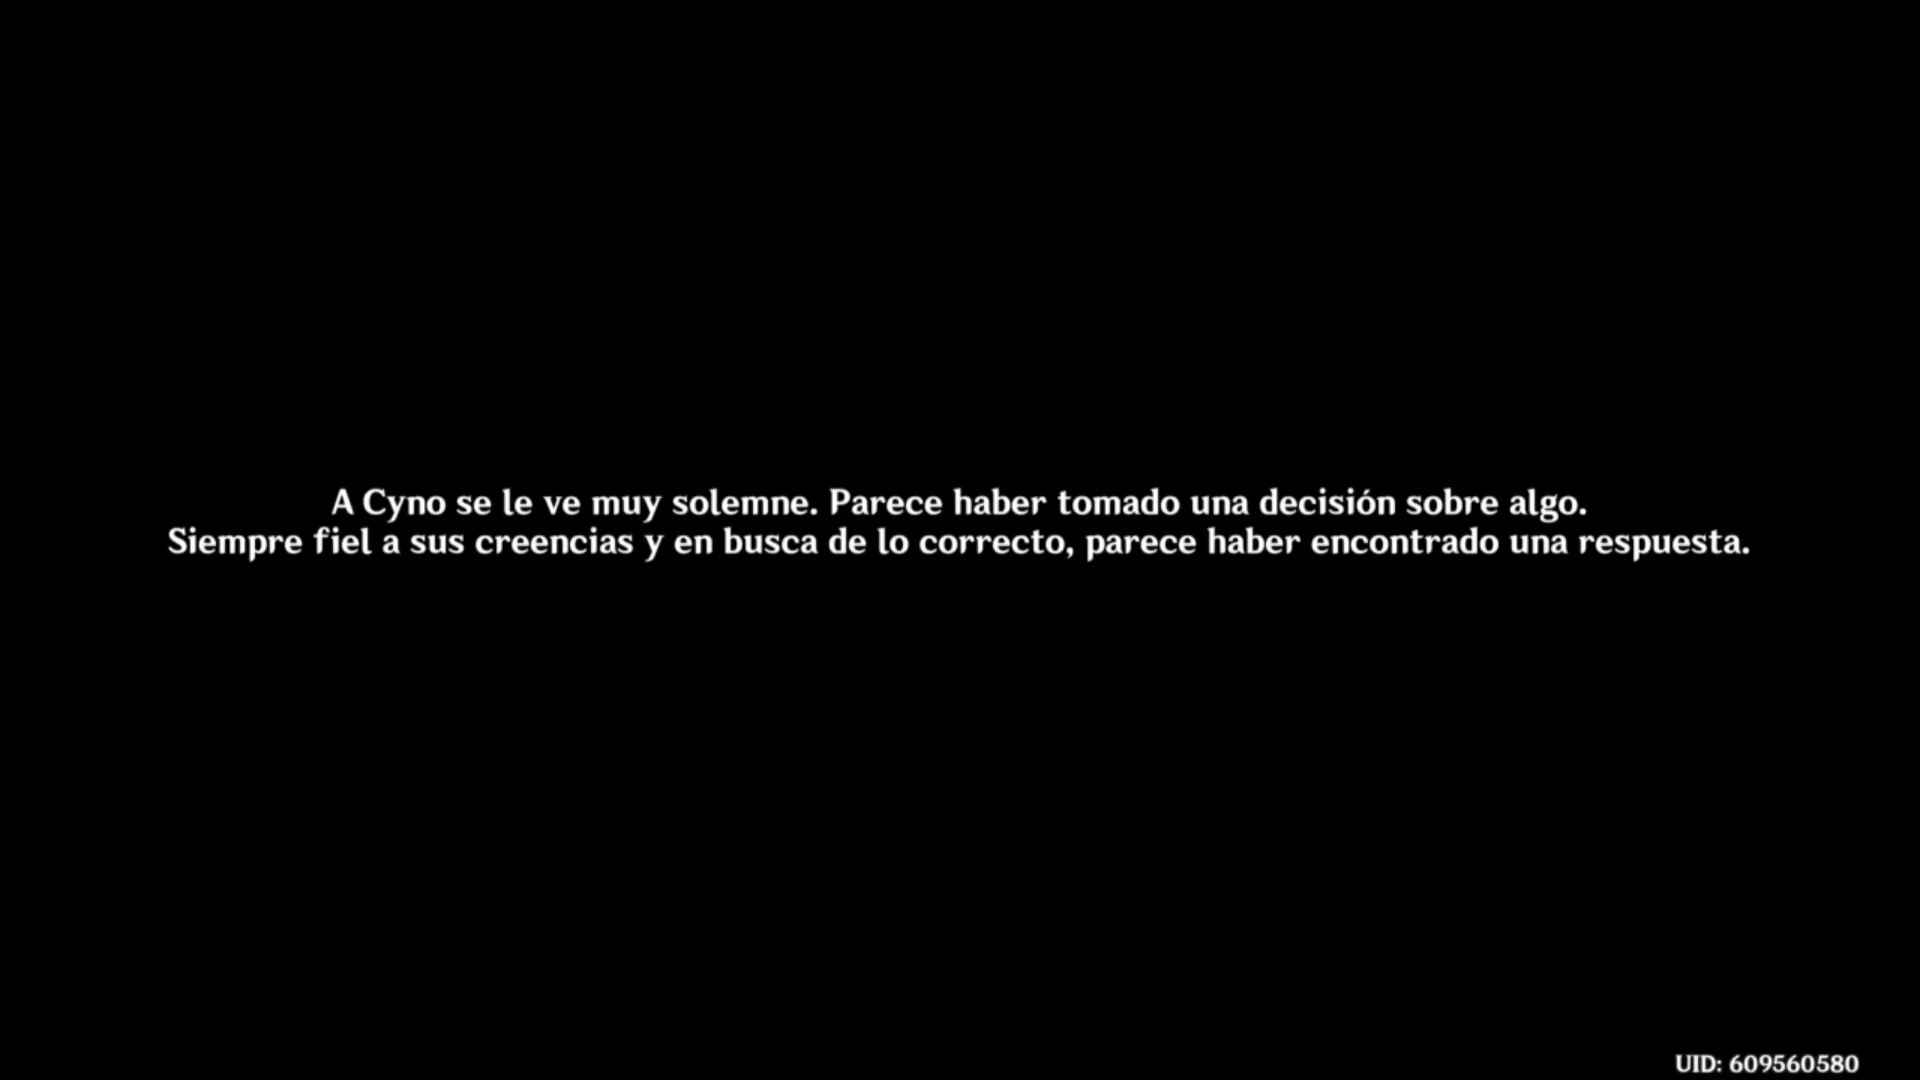 A Cyno se le ve muy solemne. Parece haber tomado una decisión sobre algo.
Siempre fiel a sus creencias y en busca de lo correcto, parece haber encontrado una respuesta.
UID: 609560580